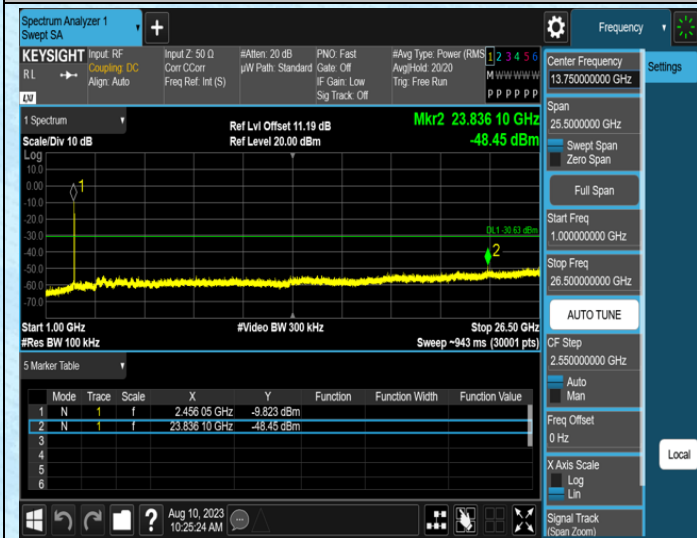 Spectrum Analyzer 1
Swept SA
+
Frequency
KEYSIGHT
RL
LXI
Input: RF
Coupling: DC
Align: Auto
Input Z: 50 Ω
Corr CCorr
Freq Ref: Int (S)
#Atten: 20 dB
µW Path: Standard
PNO: Fast
Gate: Off
IF Gain: Low
Sig Track: Off
#Avg Type: Power (RMS
Avg|Hold: 20/20
Trig: Free Run
1 2 3 4 5 6
M W W W W W
P P P P P P
1 Spectrum
Scale/Div 10 dB
Ref Lvl Offset 11.19 dB
Ref Level 20.00 dBm
Mkr2 23.836 10 GHz
-48.45 dBm
Log
10.0
0.00
-10.0
-20.0
-30.0
-40.0
-50.0
-60.0
-70.0
1
DL1 -30.63 dBm
2
Start 1.00 GHz
#Res BW 100 kHz
#Video BW 300 kHz
Stop 26.50 GHz
Sweep ~943 ms (30001 pts)
5 Marker Table
Mode Trace Scale X Y Function Function Width Function Value
1 N 1 f 2.456 05 GHz -9.823 dBm
2 N 1 f 23.836 10 GHz -48.45 dBm
3
4
5
6
?
Aug 10, 2023
10:25:24 AM
Center Frequency
13.750000000 GHz
Settings
Span
25.5000000 GHz
Swept Span
Zero Span
Full Span
Start Freq
1.000000000 GHz
Stop Freq
26.500000000 GHz
AUTO TUNE
CF Step
2.550000000 GHz
Auto
Man
Freq Offset
0 Hz
Local
X Axis Scale
Log
Lin
Signal Track
(Span Zoom)